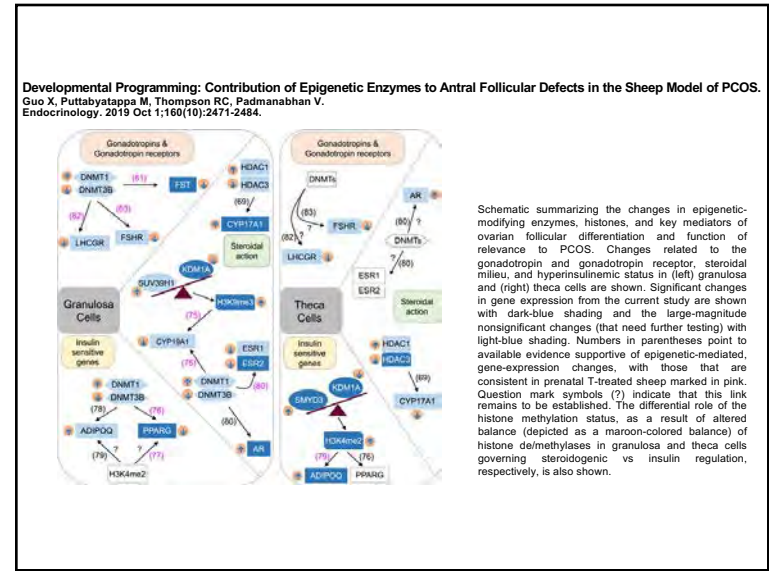 Developmental Programming: Contribution of Epigenetic Enzymes to Antral Follicular Defects in the Sheep Model of PCOS.
Guo X, Puttabyatappa M, Thompson RC, Padmanabhan V.
Endocrinology. 2019 Oct 1;160(10):2471-2484.
Gonadotropins &
Gonadotropin receptors
DNMT1
DNMT3B
(61)
FST
(82)
(83)
LHCGR
FSHR
HDAC1
HDAC3
(69)
CYP17A1
Steroidal
action
KDM1A
SUV39H1
H3K9me3
Granulosa
Cells
(75)
CYP19A1
Insulin
sensitive
genes
ESR1
ESR2
(75)
DNMT1
DNMT3B
(80)
(80)
AR
DNMT1
DNMT3B
(78)
(76)
ADIPOQ
PPARG
(79)
?
?
(77)
H3K4me2
Gonadotropins &
Gonadotropin receptors
DNMTs
(83)
(82)
?
FSHR
LHCGR
AR
(80)
?
DNMTs
?
(80)
ESR1
ESR2
Theca
Cells
Steroidal
action
Insulin
sensitive
genes
HDAC1
HDAC3
(69)
CYP17A1
KDM1A
SMYD3
H3K4me2
(79)
(76)
ADIPOQ
PPARG
Schematic summarizing the changes in epigenetic-
modifying enzymes, histones, and key mediators of
ovarian follicular differentiation and function of
relevance to PCOS. Changes related to the
gonadotropin and gonadotropin receptor, steroidal
milieu, and hyperinsulinemic status in (left) granulosa
and (right) theca cells are shown. Significant changes
in gene expression from the current study are shown
with dark-blue shading and the large-magnitude
nonsignificant changes (that need further testing) with
light-blue shading. Numbers in parentheses point to
available evidence supportive of epigenetic-mediated,
gene-expression changes, with those that are
consistent in prenatal T-treated sheep marked in pink.
Question mark symbols (?) indicate that this link
remains to be established. The differential role of the
histone methylation status, as a result of altered
balance (depicted as a maroon-colored balance) of
histone de/methylases in granulosa and theca cells
governing steroidogenic vs insulin regulation,
respectively, is also shown.